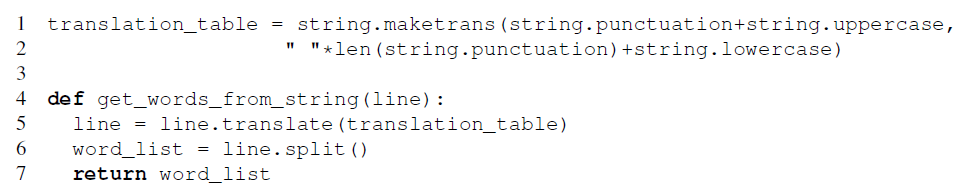 1 translation_table = string.maketrans(string.punctuation+string.uppercase,
2                    " "*len(string.punctuation)+string.lowercase)
3
4 def get_words_from_string(line):
5   line = line.translate(translation_table)
6   word_list = line.split()
7   return word_list